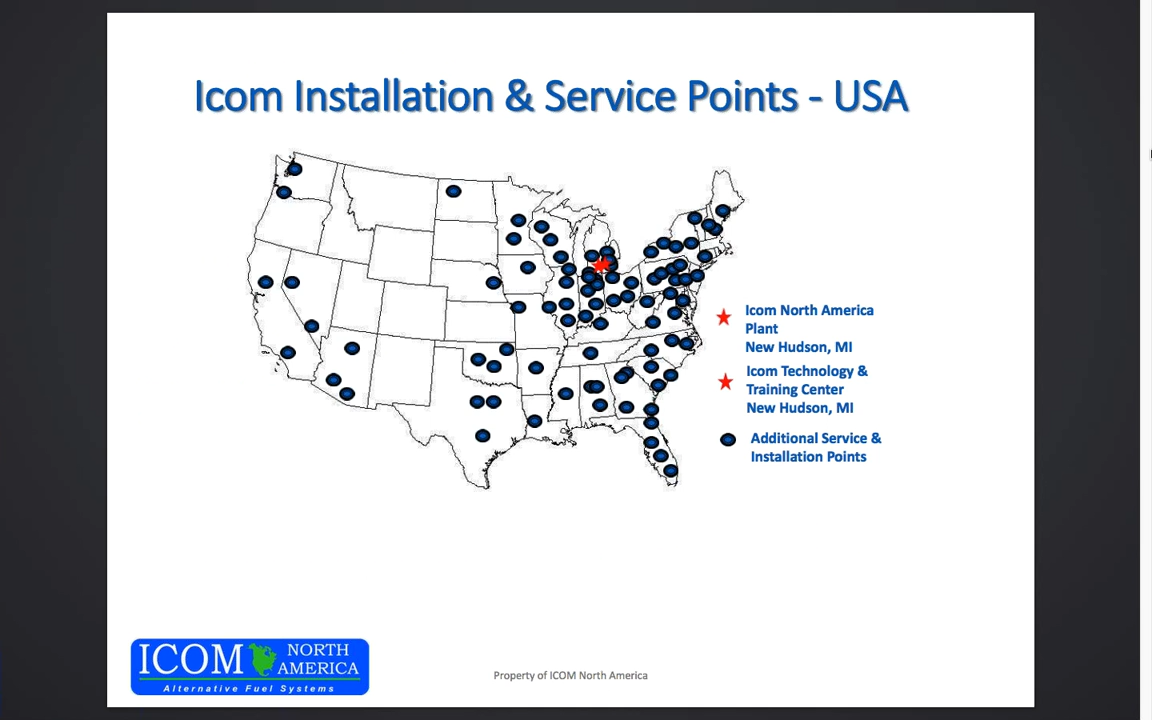 Icom Installation & Service Points - USA
Icom North America
Plant
New Hudson, MI
Icom Technology &
Training Center
New Hudson, MI
Additional Service &
Installation Points
ICOM NORTH
AMERICA
Alternative Fuel Systems
Property of ICOM North America